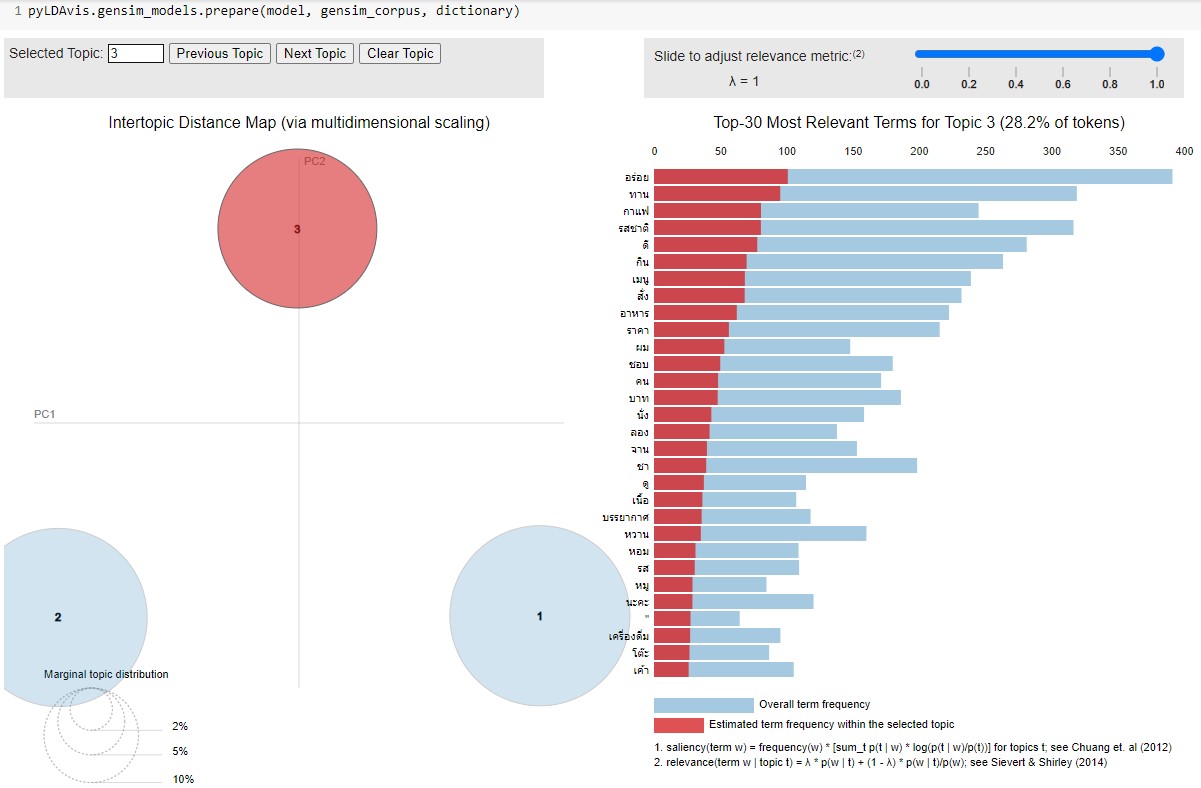 1 pyLDAvis.gensim_models.prepare(model, gensim_corpus, dictionary)
Selected Topic: 3 Previous Topic Next Topic Clear Topic
Slide to adjust relevance metric:(2)
λ = 1
0.0 0.2 0.4 0.6 0.8 1.0
Intertopic Distance Map (via multidimensional scaling)
PC2
3
PC1
2
1
Marginal topic distribution
2%
5%
10%
Top-30 Most Relevant Terms for Topic 3 (28.2% of tokens)
0 50 100 150 200 250 300 350 400
อร่อย
ทาน
กาแฟ
รสชาติ
ดี
กิน
เมนู
สั่ง
อาหาร
ราคา
ผม
ชอบ
คน
บาท
นั่ง
ลอง
จาน
ชา
ดู
เนื้อ
บรรยากาศ
หวาน
หอม
รส
หมู
นะคะ
"
เครื่องดื่ม
โต๊ะ
เค้า
Overall term frequency
Estimated term frequency within the selected topic
1. saliency(term w) = frequency(w) * [sum_t p(t | w) * log(p(t | w)/p(t))] for topics t; see Chuang et. al (2012)
2. relevance(term w | topic t) = λ * p(w | t) + (1 - λ) * p(w | t)/p(w); see Sievert & Shirley (2014)